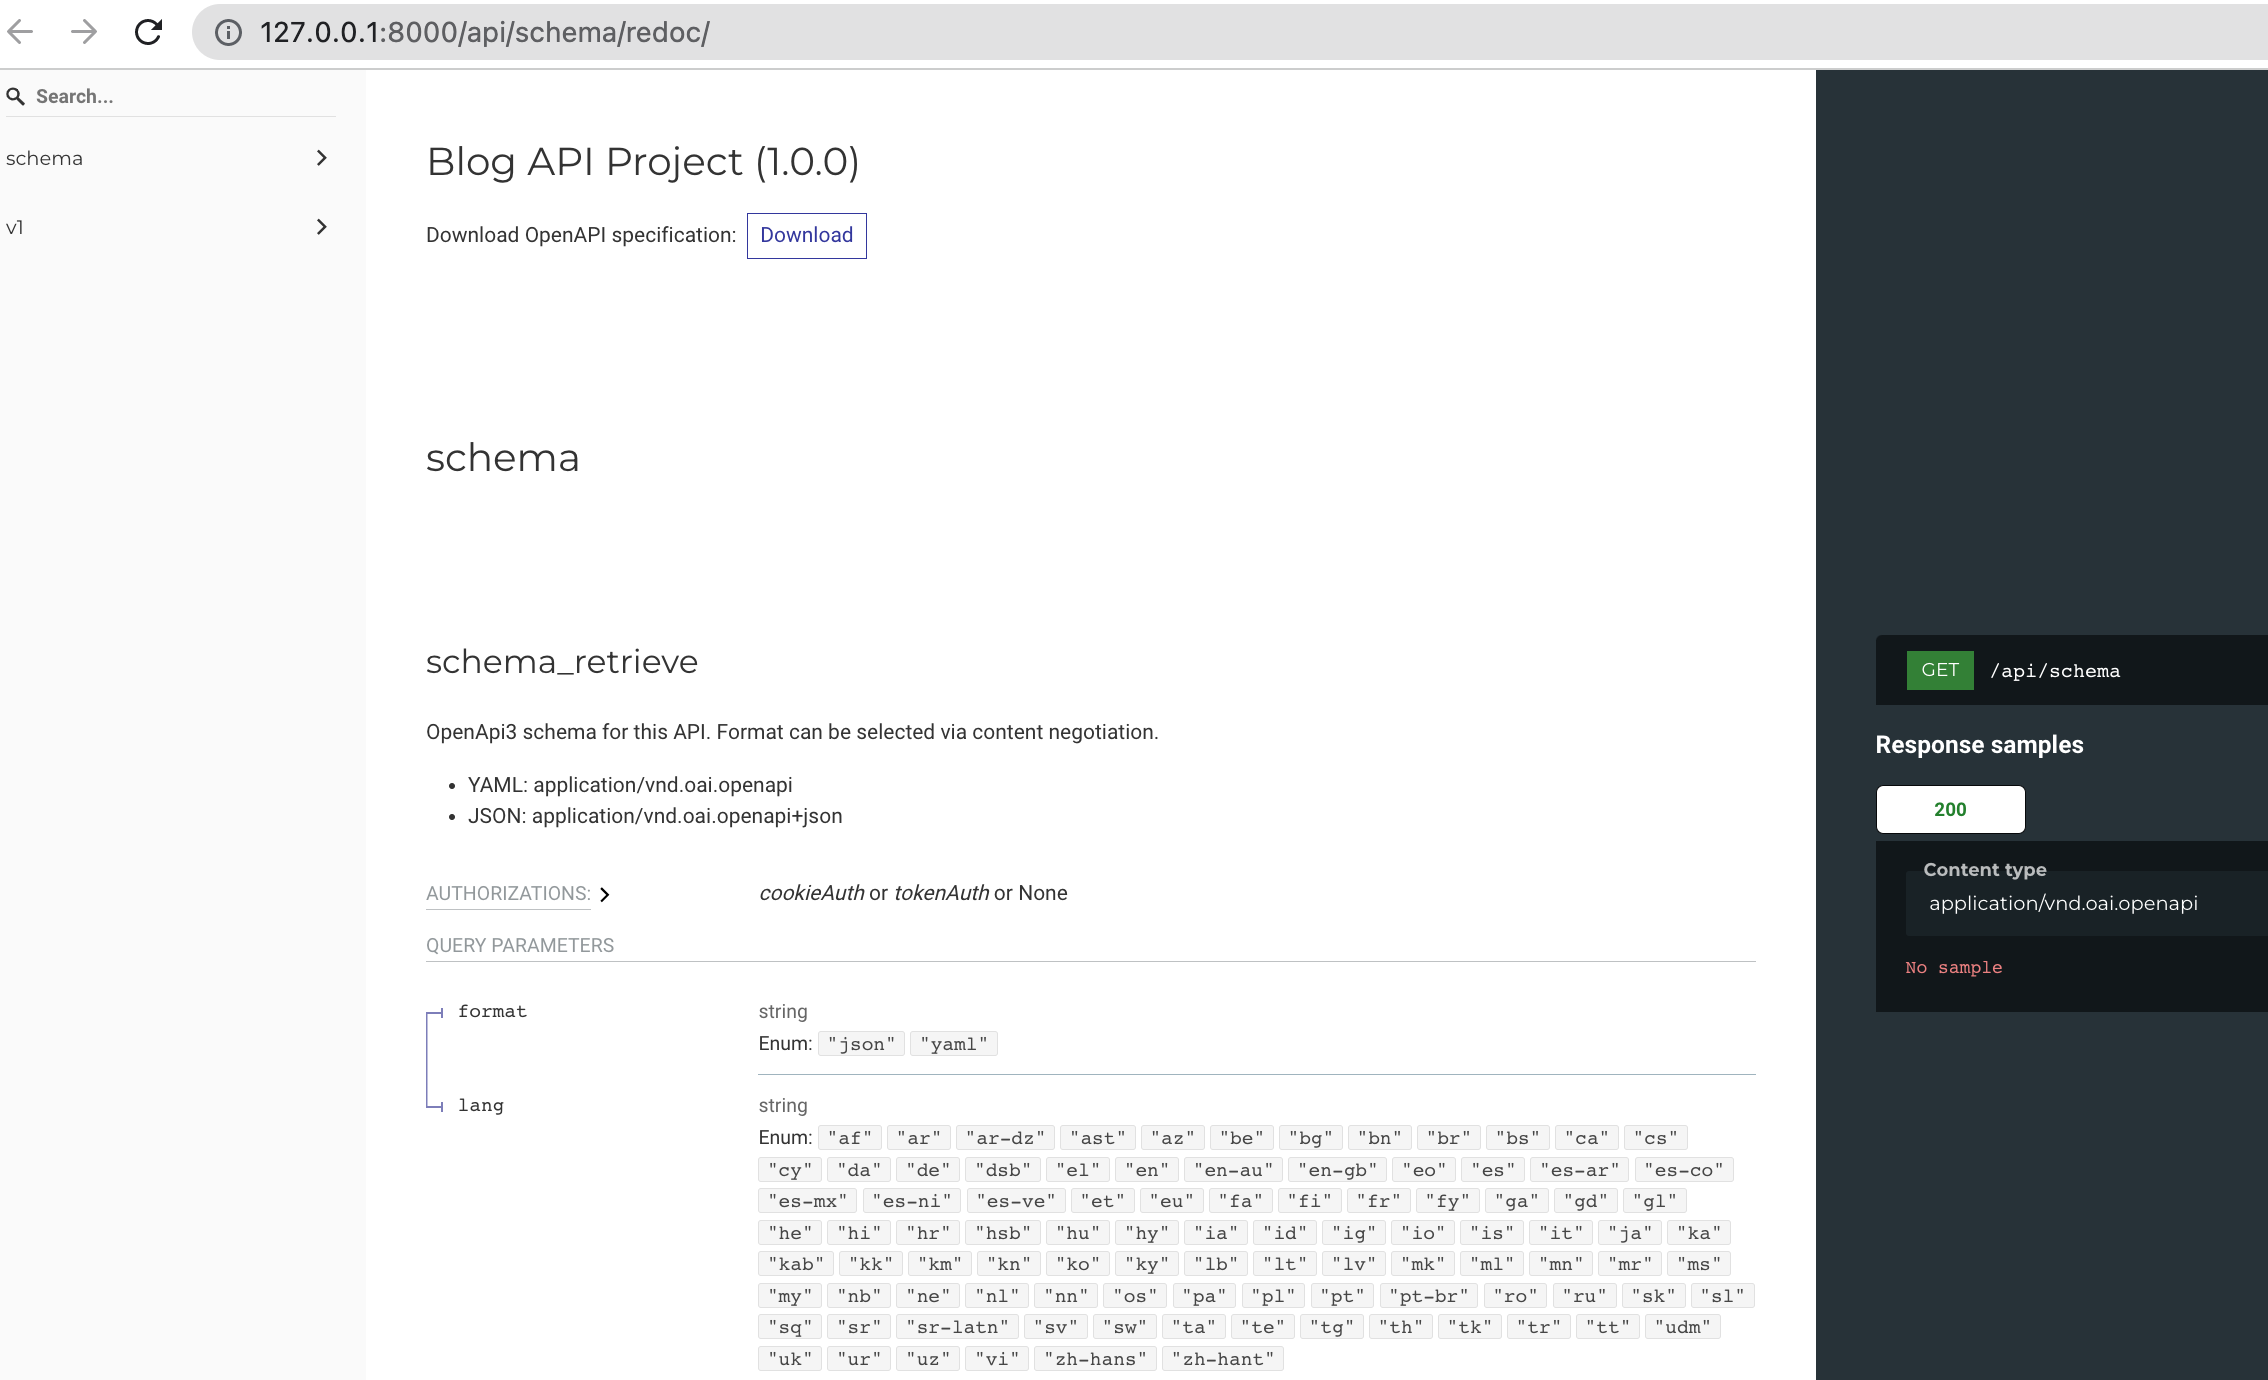 127.0.0.1:8000/api/schema/redoc/
Search...
schema
v1
Blog API Project (1.0.0)
Download OpenAPI specification: Download
schema
schema_retrieve
OpenApi3 schema for this API. Format can be selected via content negotiation.
• YAML: application/vnd.oai.openapi
• JSON: application/vnd.oai.openapi+json
AUTHORIZATIONS: cookieAuth or tokenAuth or None
QUERY PARAMETERS
format string
Enum: "json" "yaml"
lang string
Enum: "af" "ar" "ar-dz" "ast" "az" "be" "bg" "bn" "br" "bs" "ca" "cs"
"cy" "da" "de" "dsb" "el" "en" "en-au" "en-gb" "eo" "es" "es-ar" "es-co"
"es-mx" "es-ni" "es-ve" "et" "eu" "fa" "fi" "fr" "fy" "ga" "gd" "gl"
"he" "hi" "hr" "hsb" "hu" "hy" "ia" "id" "ig" "io" "is" "it" "ja" "ka"
"kab" "kk" "km" "kn" "ko" "ky" "lb" "lt" "lv" "mk" "ml" "mn" "mr" "ms"
"my" "nb" "ne" "nl" "nn" "os" "pa" "pl" "pt" "pt-br" "ro" "ru" "sk" "sl"
"sq" "sr" "sr-latn" "sv" "sw" "ta" "te" "tg" "th" "tk" "tr" "tt" "udm"
"uk" "ur" "uz" "vi" "zh-hans" "zh-hant"
GET /api/schema
Response samples
200
Content type
application/vnd.oai.openapi
No sample